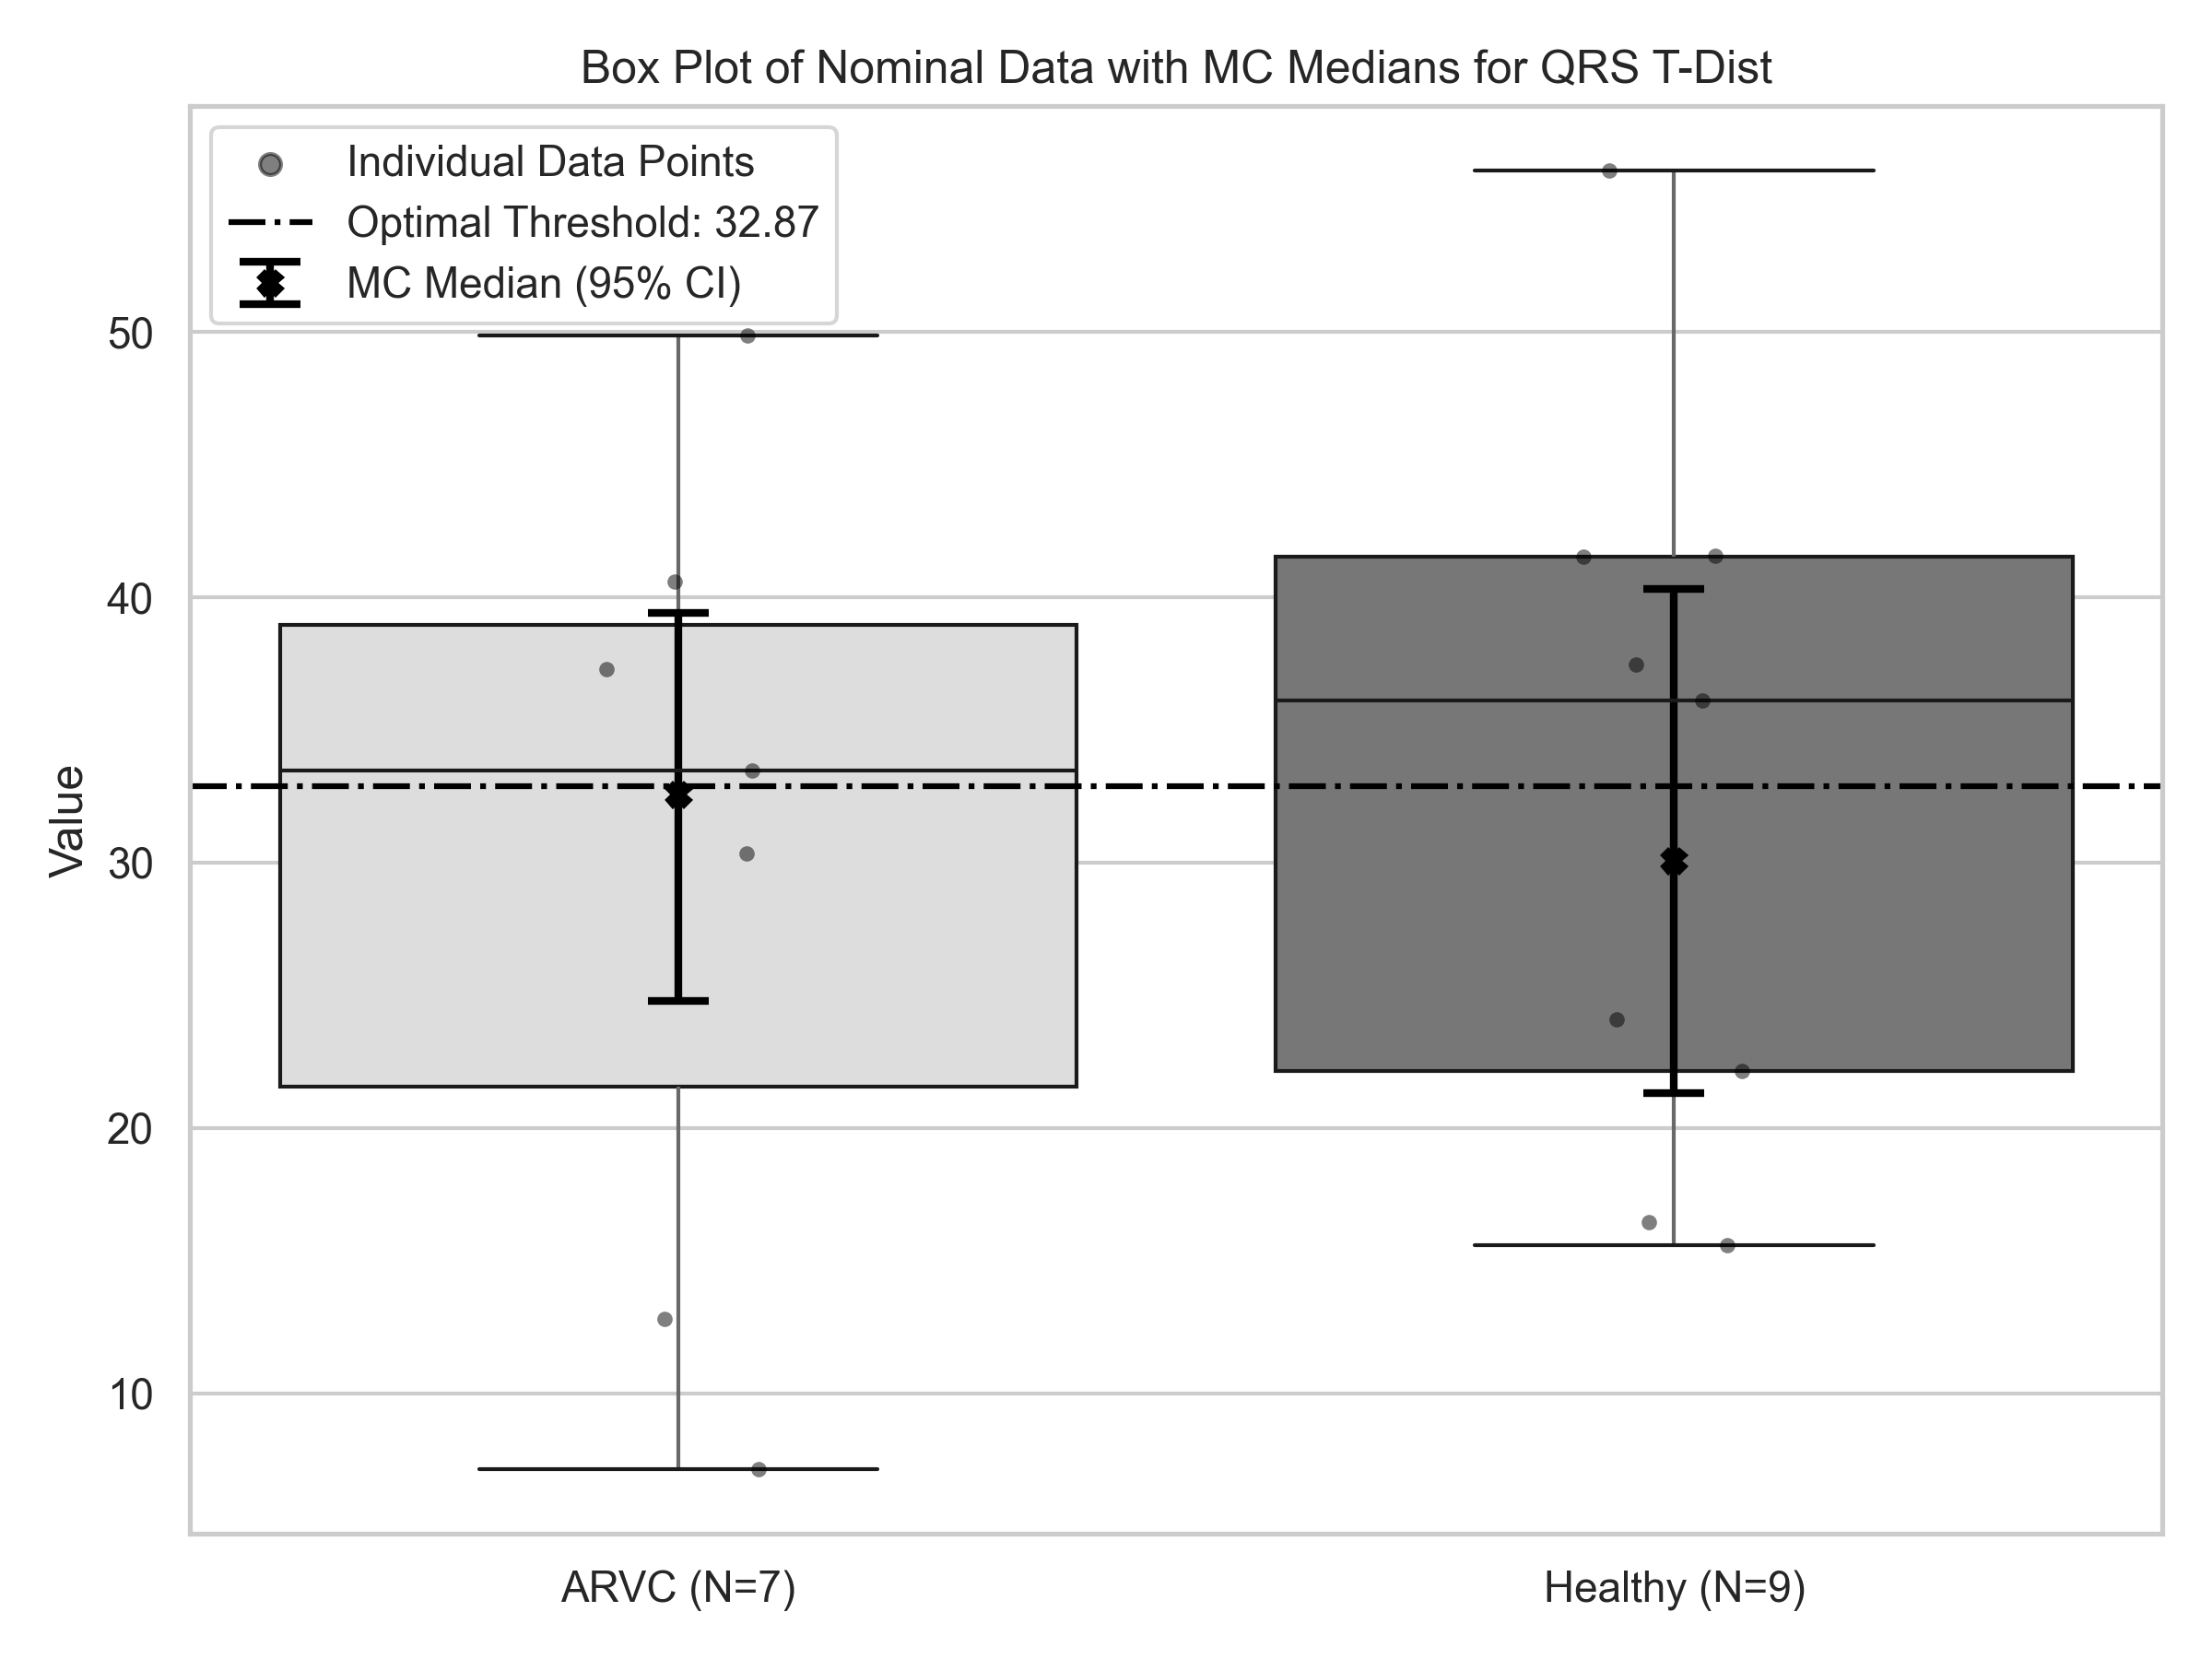 Box Plot of Nominal Data with MC Medians for QRS T-Dist
Individual Data Points
Optimal Threshold: 32.87
MC Median (95% CI)
Value
50
40
30
20
10
ARVC (N=7)
Healthy (N=9)